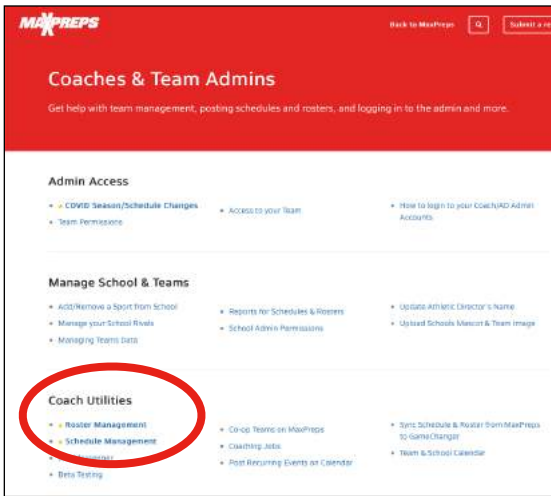 MAXPREPS
Back to MaxPreps
Submit a re
Coaches & Team Admins
Get help with team management, posting schedules and rosters, and logging in to the admin and more.
Admin Access
COVID Season/Schedule Changes
Team Permissions
Access to your Team
How to login to your Coach/AD Admin
Accounts
Manage School & Teams
Add/Remove a Sport from School
Manage your School Rivals
Managing Teams Data
Reports for Schedules & Rosters
School Admin Permissions
Update Athletic Director's Name
Upload Schools Mascot & Team Image
Coach Utilities
Roster Management
Schedule Management
Beta Testing
Co-op Teams on MaxPreps
Coaching Jobs
Post Recurring Events on Calendar
Sync Schedule & Roster from MaxPreps
to GameChanger
Team & School Calendar